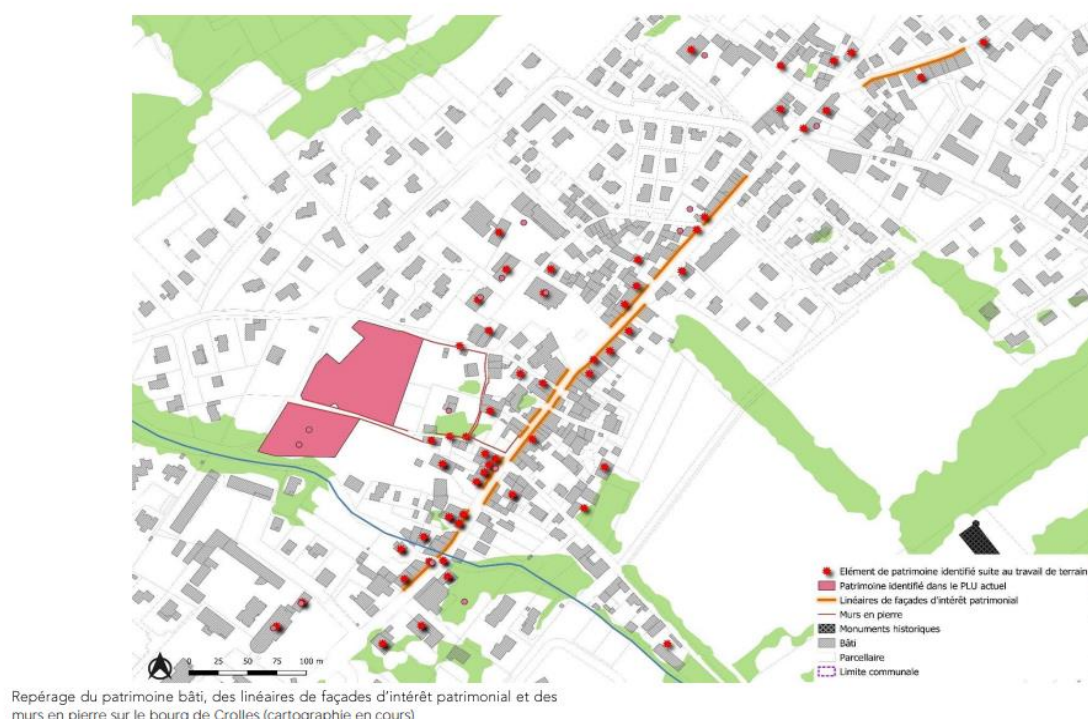 Elément de patrimoine identifié suite au travail de terrain
Patrimoine identifié dans le PLU actuel
Linéaires de façades d'intérêt patrimonial
Murs en pierre
Monuments historiques
Bâti
Parcellaire
Limite communale
0 25 50 75 100 m
Repérage du patrimoine bâti, des linéaires de façades d'intérêt patrimonial et des
murs en pierre sur le bourg de Crolles (cartographie en cours)